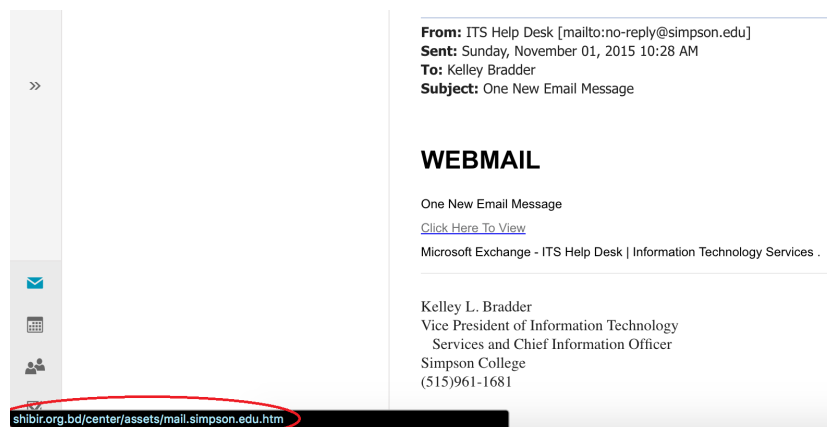 From: ITS Help Desk [mailto:no-reply@simpson.edu]
Sent: Sunday, November 01, 2015 10:28 AM
To: Kelley Bradder
Subject: One New Email Message
WEBMAIL
One New Email Message
Click Here To View
Microsoft Exchange - ITS Help Desk | Information Technology Services .
Kelley L. Bradder
Vice President of Information Technology
Services and Chief Information Officer
Simpson College
(515)961-1681
shibir.org.bd/center/assets/mail.simpson.edu.htm